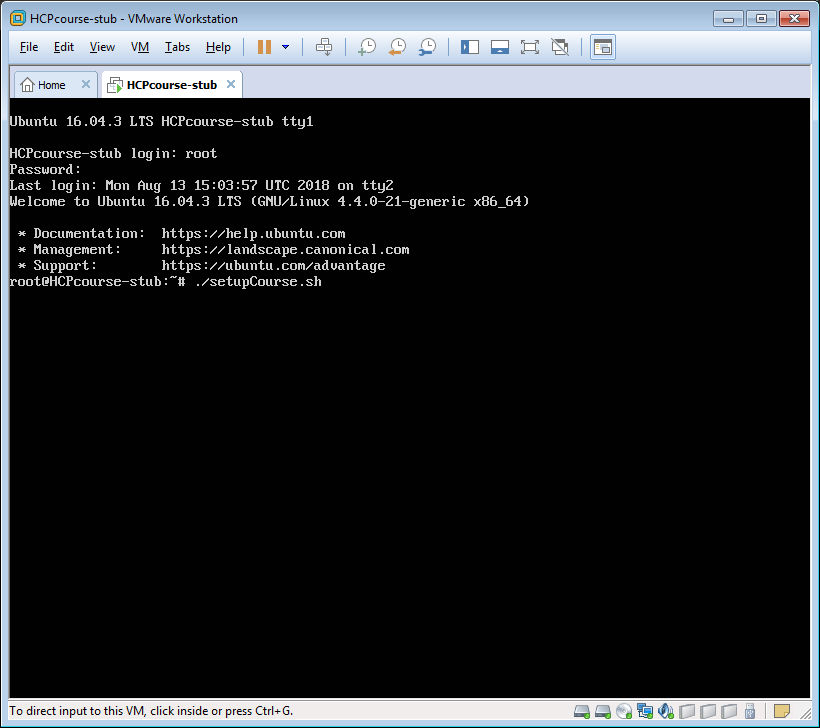 HCPcourse-stub - VMware Workstation
File Edit View VM Tabs Help
Home HCPcourse-stub
Ubuntu 16.04.3 LTS HCPcourse-stub tty1
HCPcourse-stub login: root
Password:
Last login: Mon Aug 13 15:03:57 UTC 2018 on tty2
Welcome to Ubuntu 16.04.3 LTS (GNU/Linux 4.4.0-21-generic x86_64)
* Documentation: https://help.ubuntu.com
* Management: https://landscape.canonical.com
* Support: https://ubuntu.com/advantage
root@HCPcourse-stub:~# ./setupCourse.sh
To direct input to this VM, click inside or press Ctrl+G.